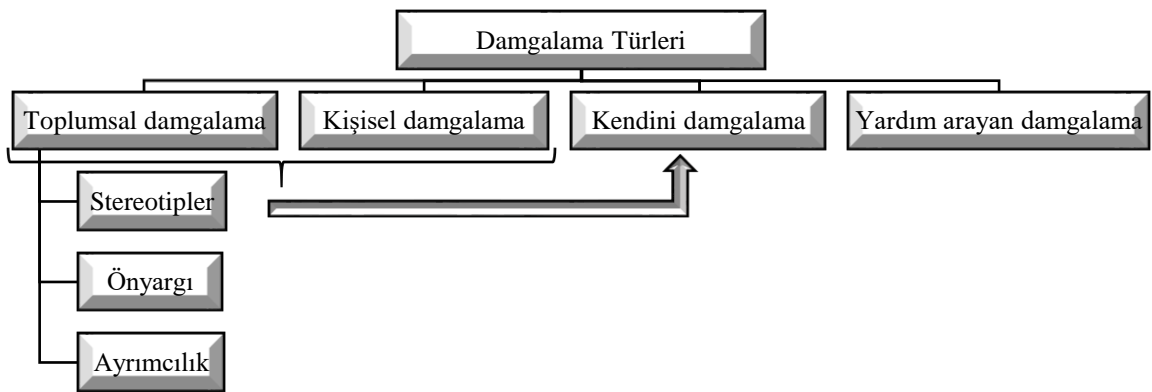 Damgalama Türleri
Toplumsal damgalama
Kişisel damgalama
Kendini damgalama
Yardım arayan damgalama
Stereotipler
Önyargı
Ayrımcılık